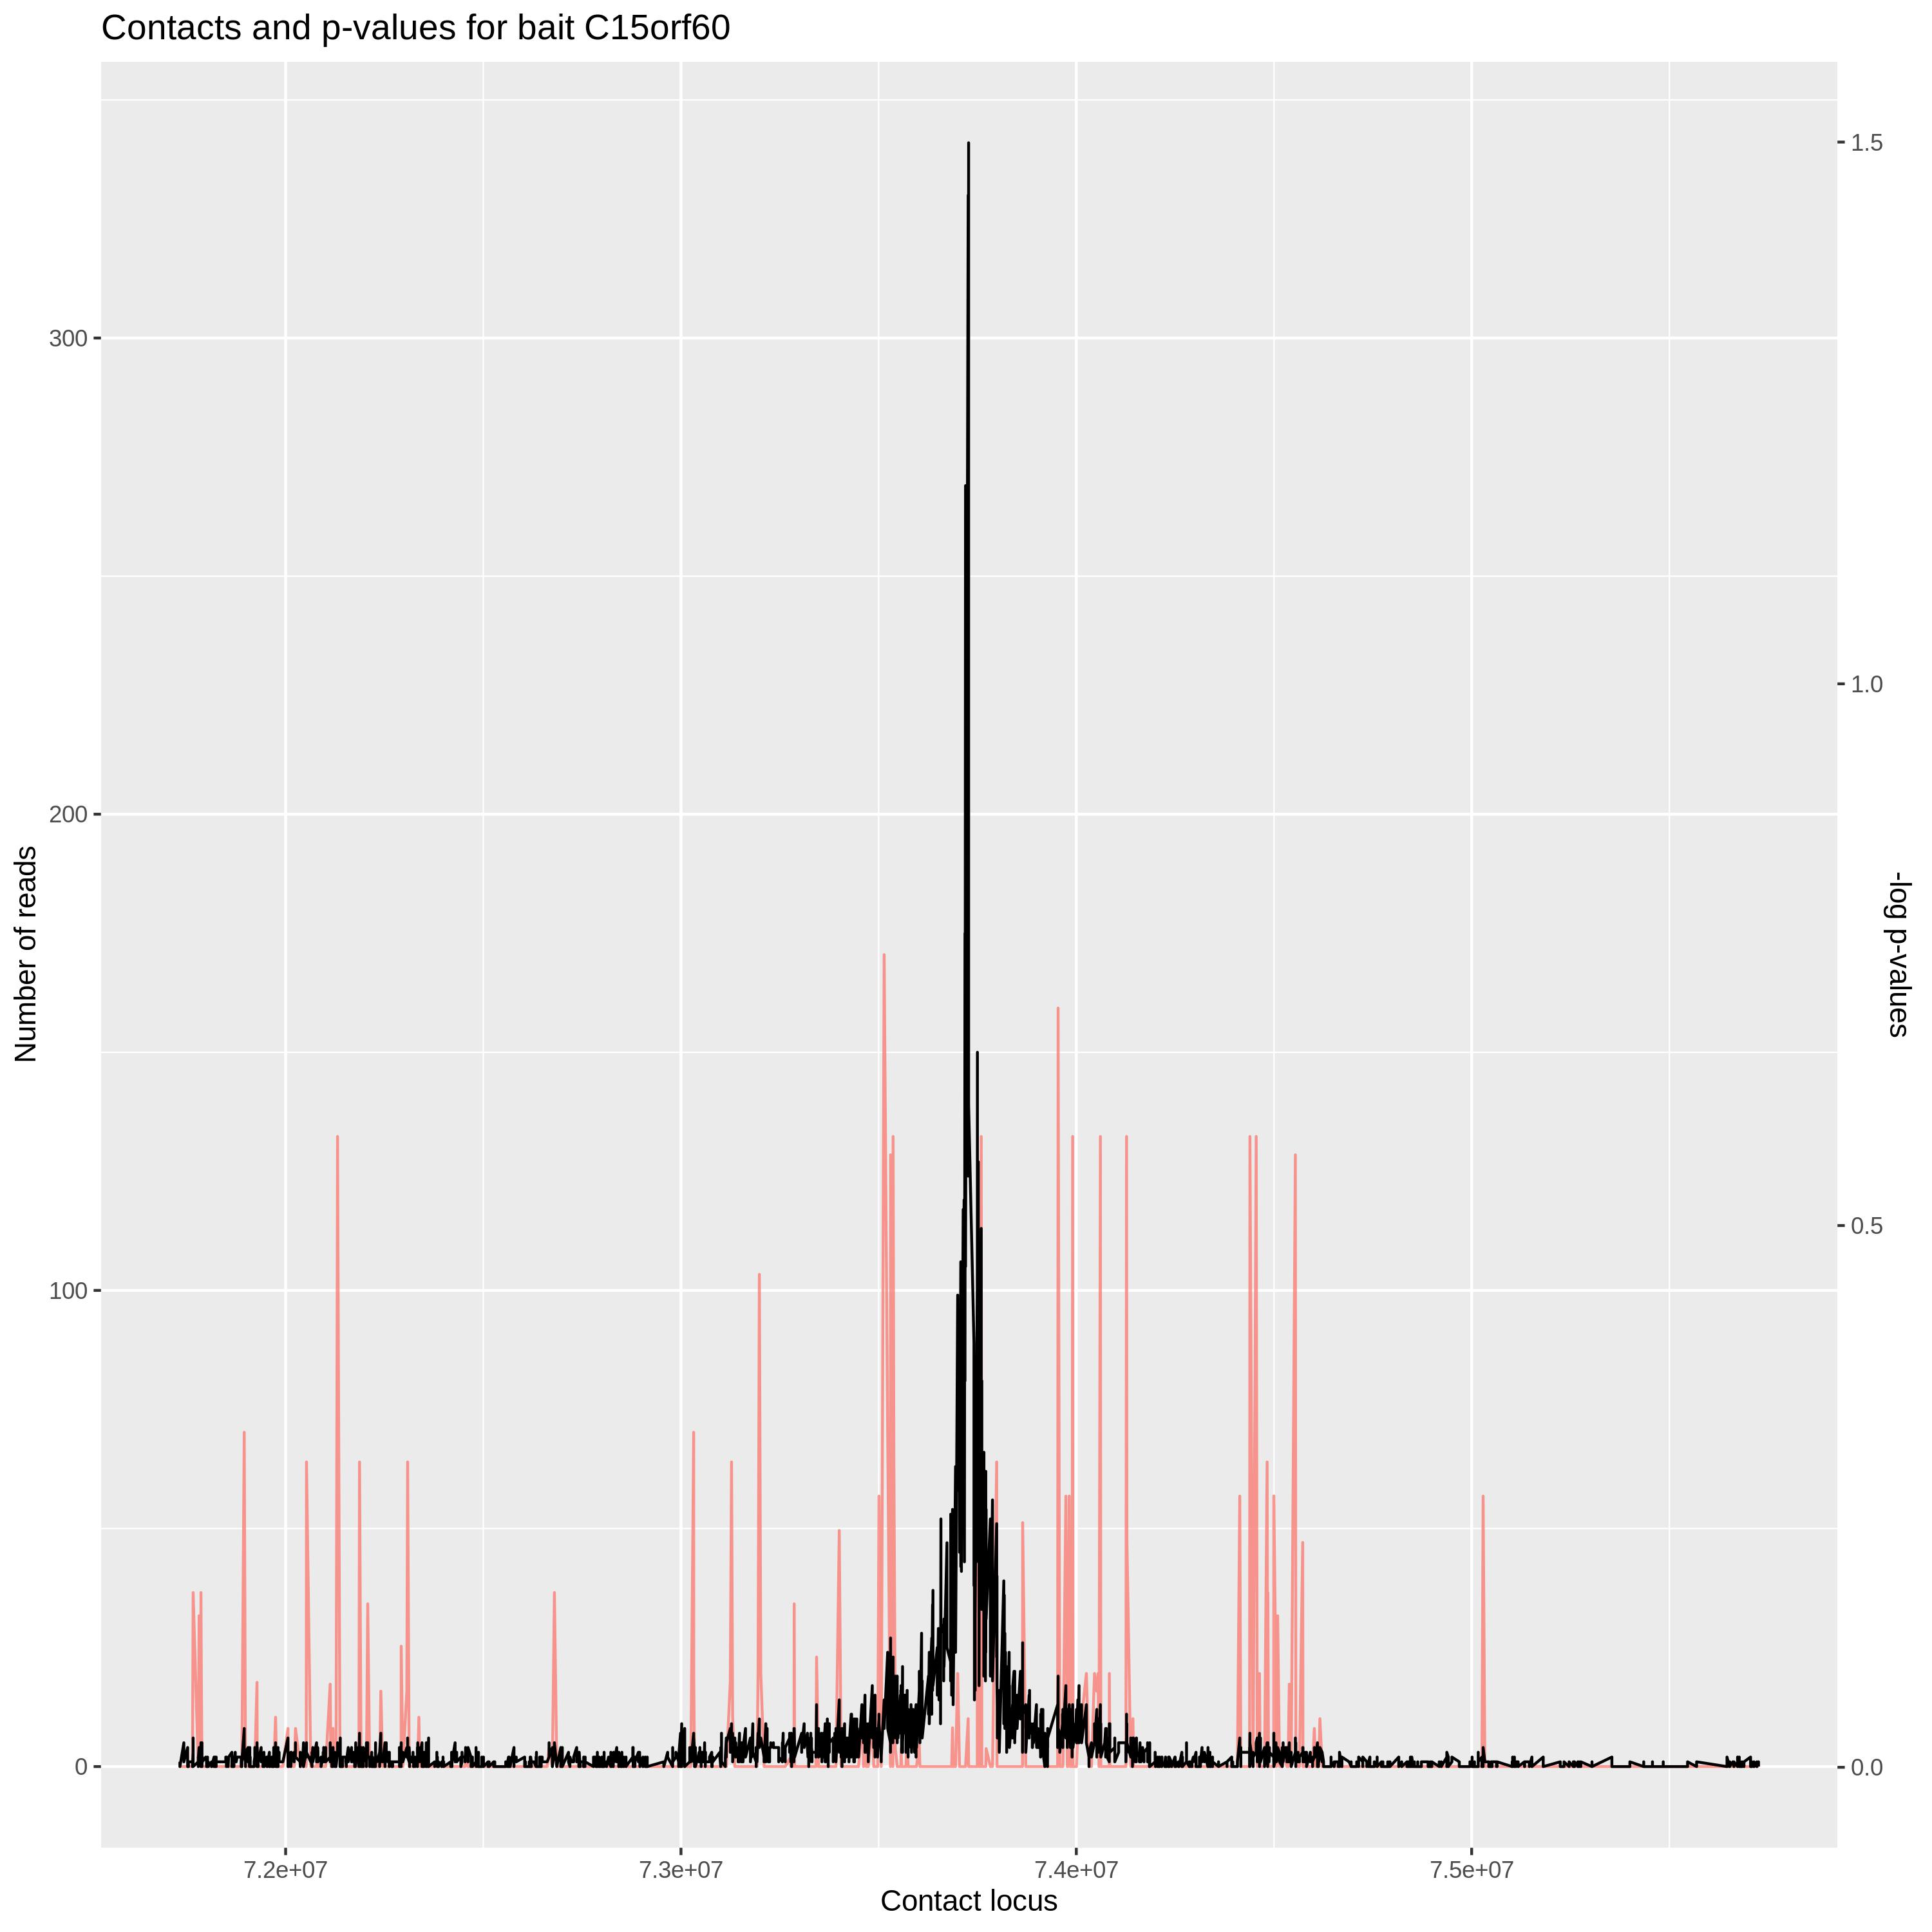 Contacts and p-values for bait C15orf60
300
200
100
0
Number of reads
1.5
1.0
0.5
0.0
-log p-values
7.2e+07
7.3e+07
7.4e+07
7.5e+07
Contact locus